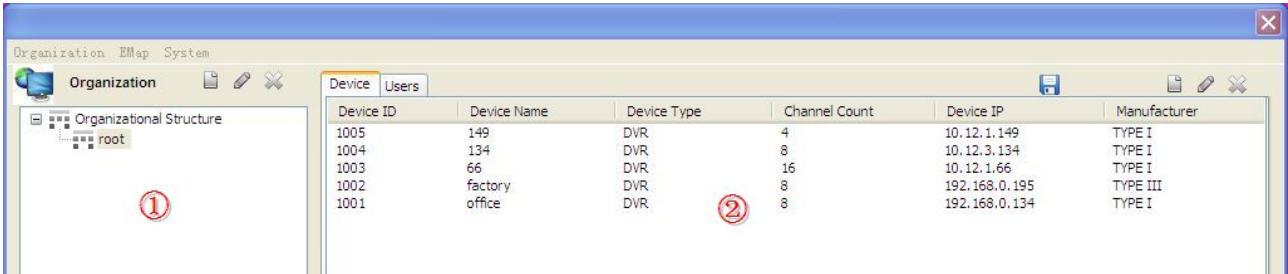 Organization EMap System
Organization
Device Users
Organizational Structure
root
①
Device ID Device Name Device Type Channel Count Device IP Manufacturer
1005 149 DVR 4 10.12.1.149 TYPE I
1004 134 DVR 8 10.12.3.134 TYPE I
1003 66 DVR 16 10.12.1.66 TYPE I
1002 factory DVR 8 192.168.0.195 TYPE III
1001 office DVR 8 192.168.0.134 TYPE I
②